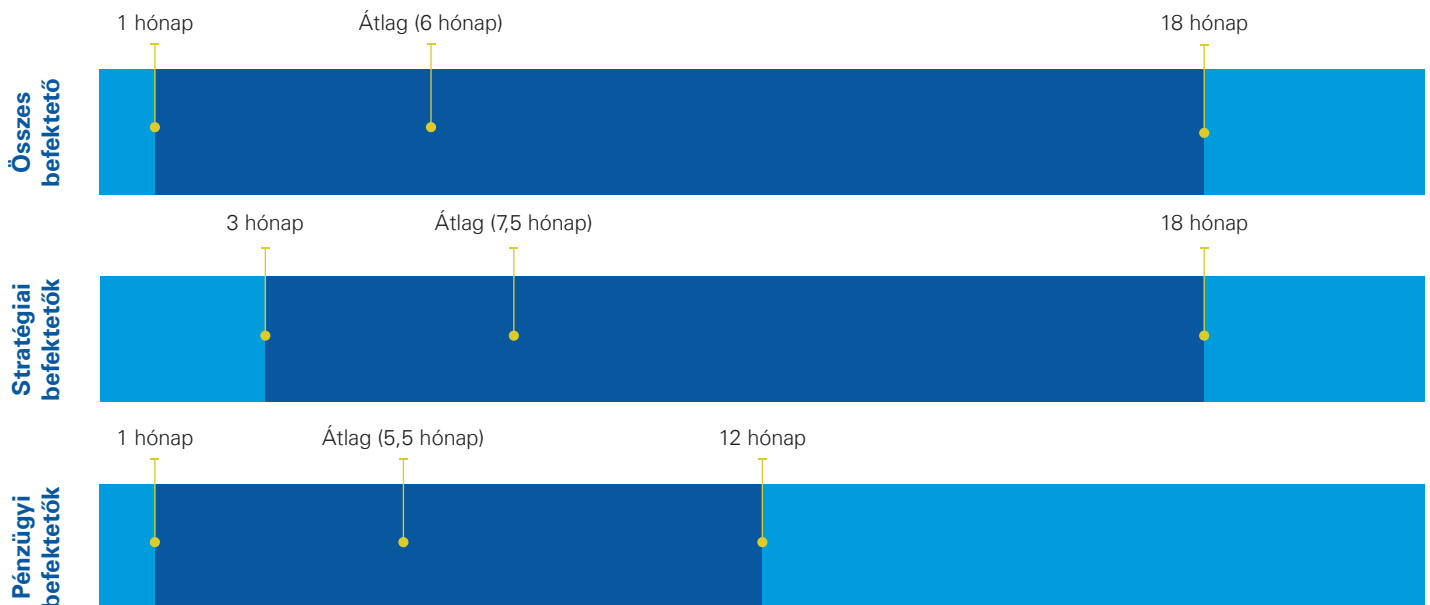 1 hónap
Átlag (6 hónap)
18 hónap
Összes
befektető
3 hónap
Átlag (7,5 hónap)
18 hónap
Stratégiai
befektetők
1 hónap
Átlag (5,5 hónap)
12 hónap
Pénzügyi
befektetők